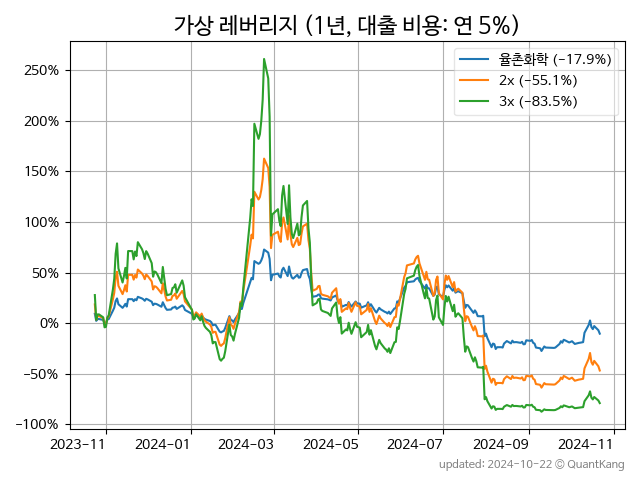 가상 레버리지 (1년, 대출 비용: 연 5%)
율촌화학 (-17.9%)
2x (-55.1%)
3x (-83.5%)
250%
200%
150%
100%
50%
0%
-50%
-100%
2023-11 2024-01 2024-03 2024-05 2024-07 2024-09 2024-11
updated: 2024-10-22 © QuantKang